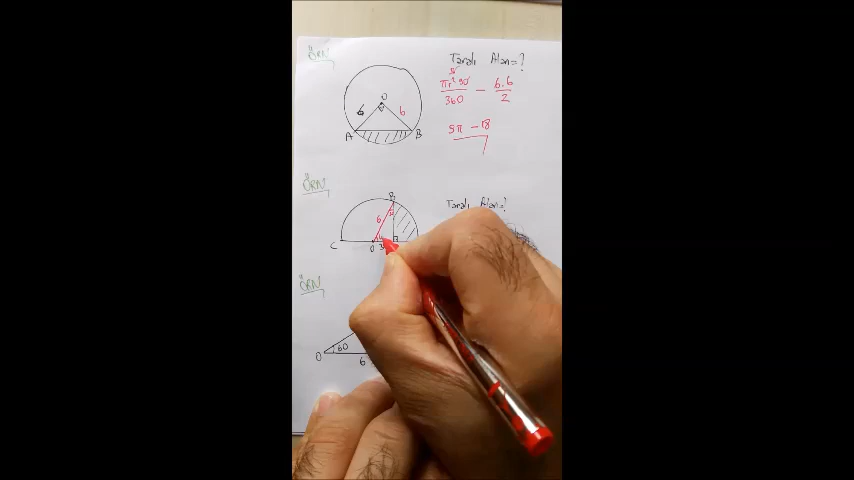 ÖRN
Taralı Alan=?
O
6
6
A
B
πr² 90
360
-
6.6
2
9π - 18
ÖRN
Taralı Alan=?
B
6
C
O
3
ÖRN
O
60
6